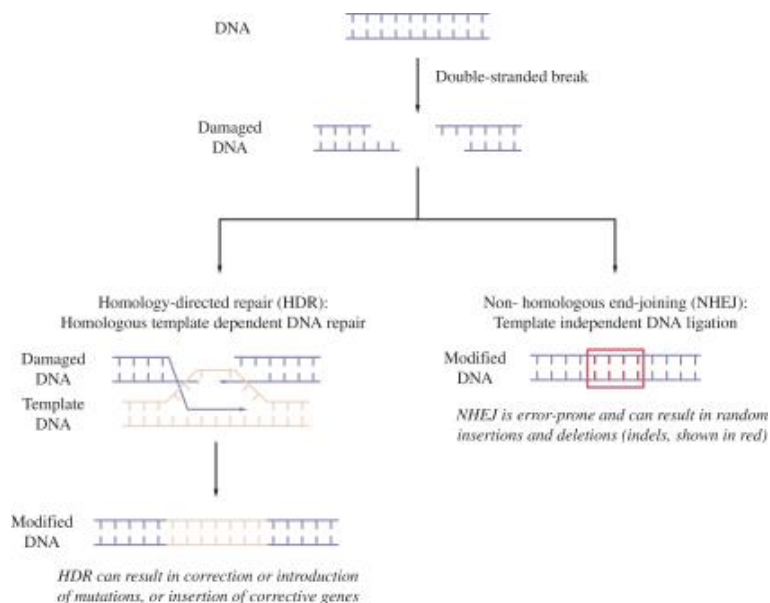 DNA
Double-stranded break
Damaged
DNA
Homology-directed repair (HDR):
Homologous template dependent DNA repair
Damaged
DNA
Template
DNA
Modified
DNA
HDR can result in correction or introduction
of mutations, or insertion of corrective genes
Non- homologous end-joining (NHEJ):
Template independent DNA ligation
Modified
DNA
NHEJ is error-prone and can result in random
insertions and deletions (indels, shown in red)